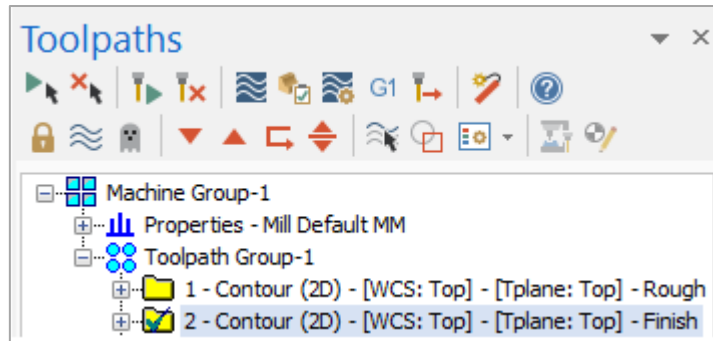 Toolpaths
G1
Machine Group-1
Properties - Mill Default MM
Toolpath Group-1
1 - Contour (2D) - [WCS: Top] - [Tplane: Top] - Rough
2 - Contour (2D) - [WCS: Top] - [Tplane: Top] - Finish